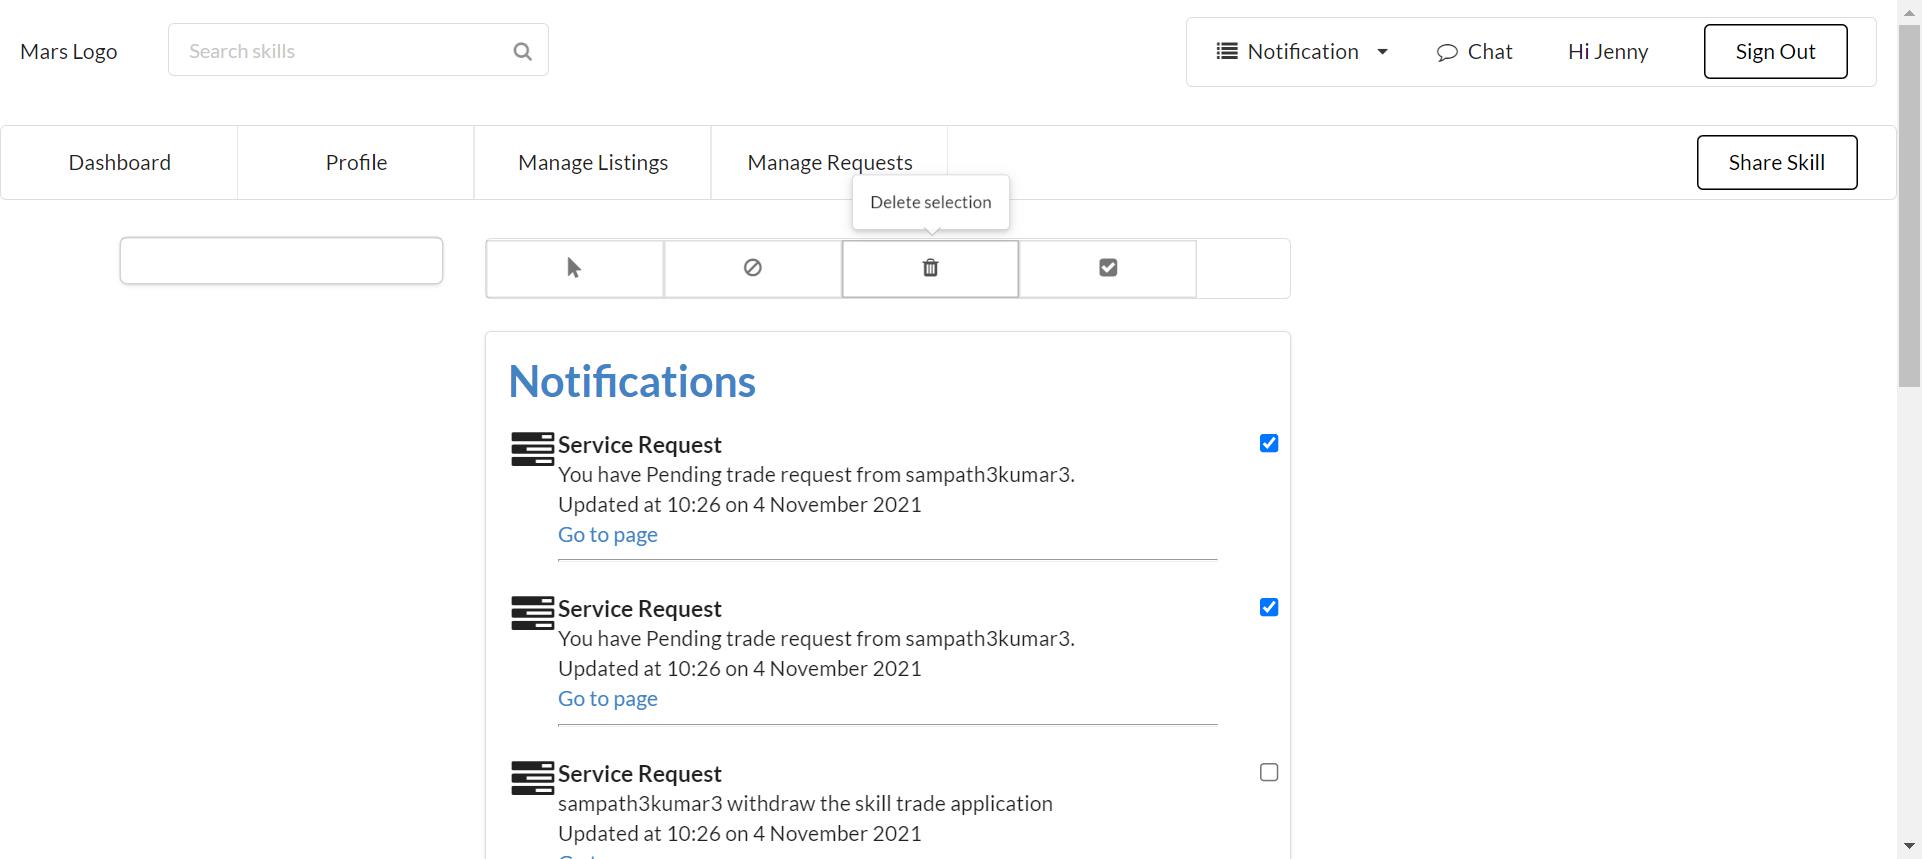 Mars Logo
Search skills
Notification
Chat
Hi Jenny
Sign Out
Dashboard
Profile
Manage Listings
Manage Requests
Share Skill
Delete selection
Notifications
Service Request
You have Pending trade request from sampath3kumar3.
Updated at 10:26 on 4 November 2021
Go to page
Service Request
You have Pending trade request from sampath3kumar3.
Updated at 10:26 on 4 November 2021
Go to page
Service Request
sampath3kumar3 withdraw the skill trade application
Updated at 10:26 on 4 November 2021